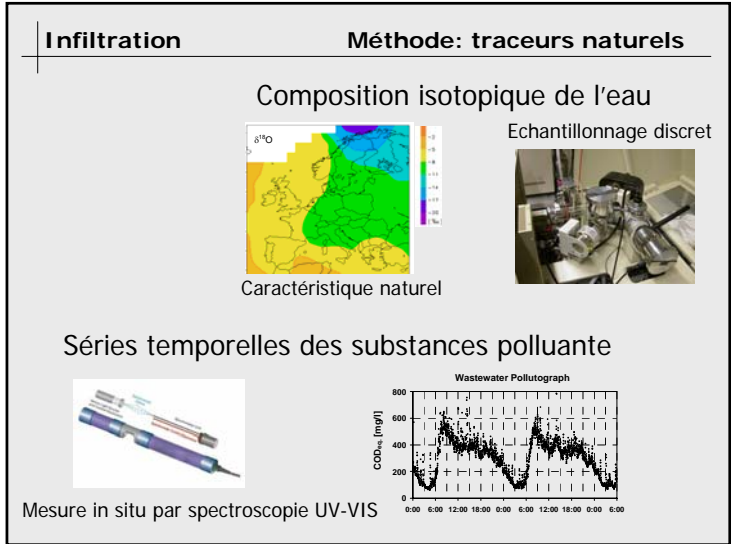 Infiltration
Méthode: traceurs naturels
Composition isotopique de l'eau
Echantillonnage discret
δ18O
Caractéristique naturel
Séries temporelles des substances polluante
Wastewater Pollutograph
CODeq. [mg/l]
800
600
400
200
0
0:00 6:00 12:00 18:00 0:00 6:00 12:00 18:00 0:00 6:00
Mesure in situ par spectroscopie UV-VIS